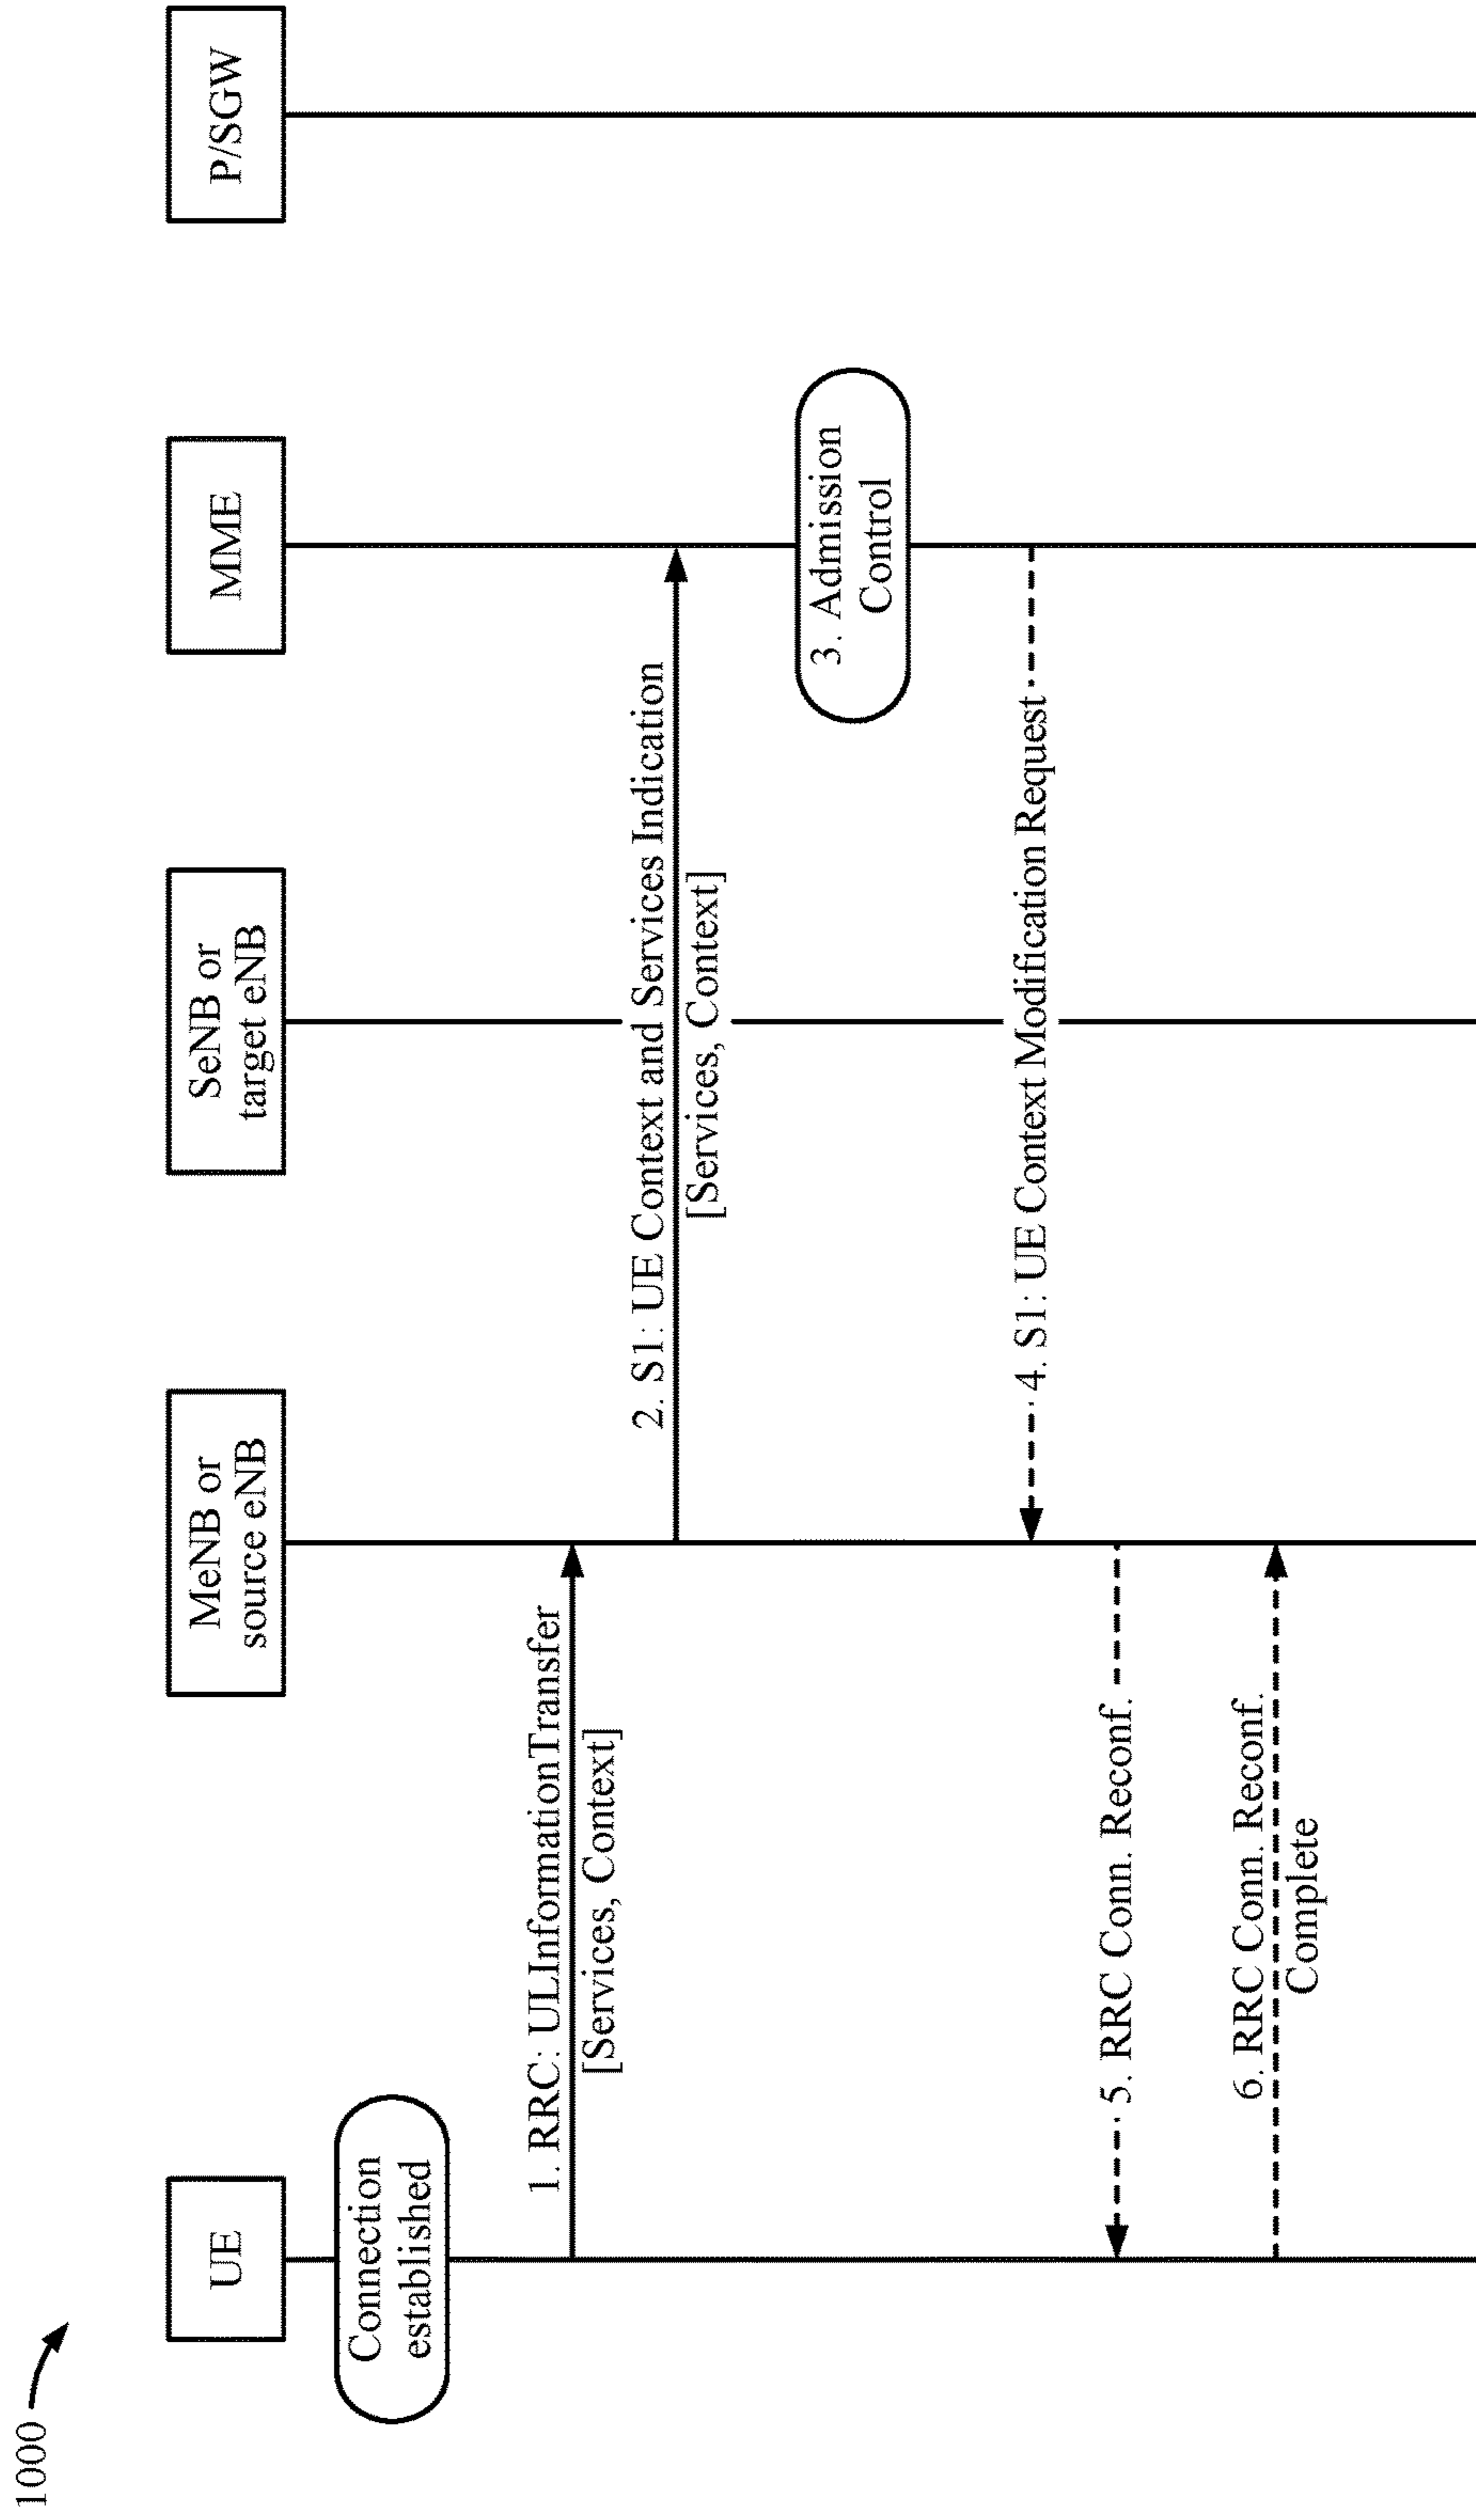 1000
UE
MeNB or
source eNB
SeNB or
target eNB
MME
P/SGW
Connection
established
1. RRC: ULInformationTransfer
[Services, Context]
2. S1: UE Context and Services Indication
[Services, Context]
3. Admission
Control
4. S1: UE Context Modification Request
5. RRC Conn. Reconf.
6. RRC Conn. Reconf.
Complete